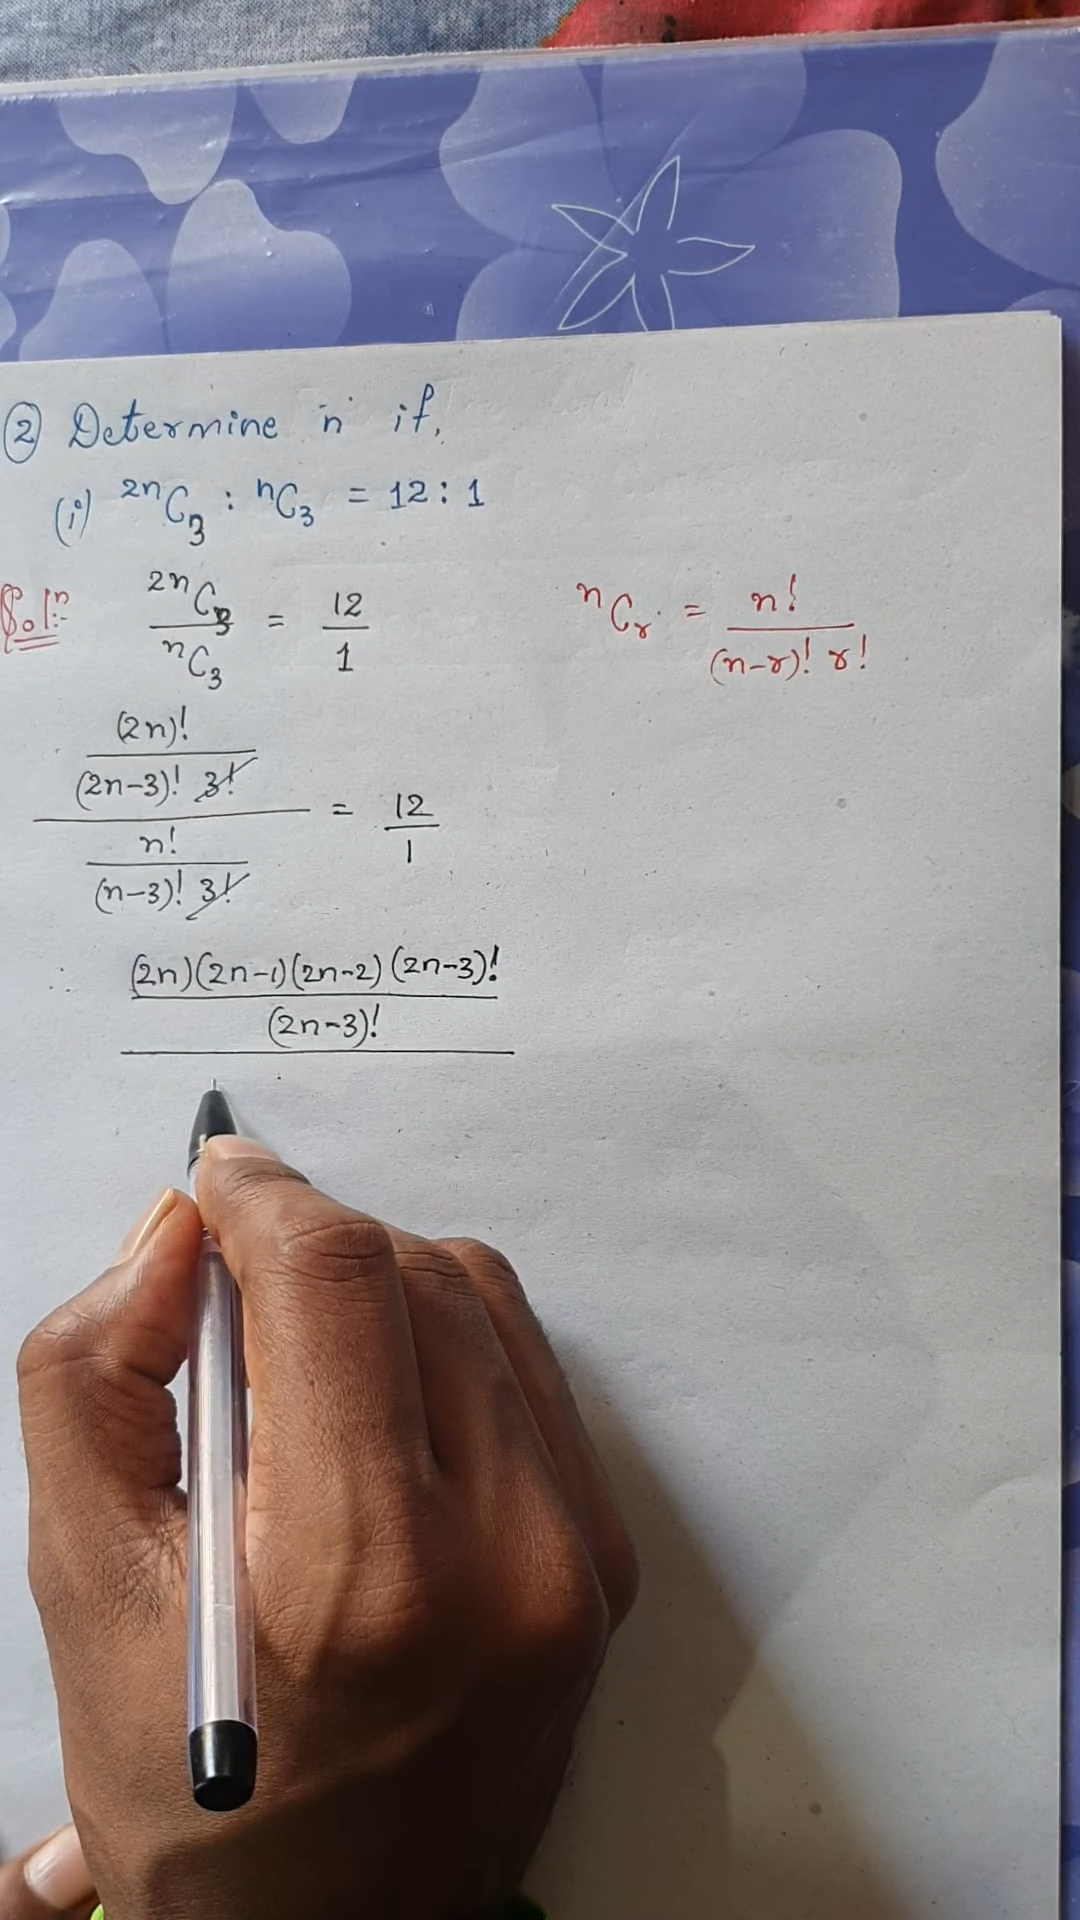 ② Determine 'n' if,
(i) ²ⁿC₃ : ⁿC₃ = 12 : 1
Solⁿ:- ²ⁿC₃ / ⁿC₃ = 12 / 1
ⁿCᵣ = n! / (n-r)! r!
(2n)! / (2n-3)! 3! / n! / (n-3)! 3! = 12 / 1
∴ (2n)(2n-1)(2n-2)(2n-3)! / (2n-3)!